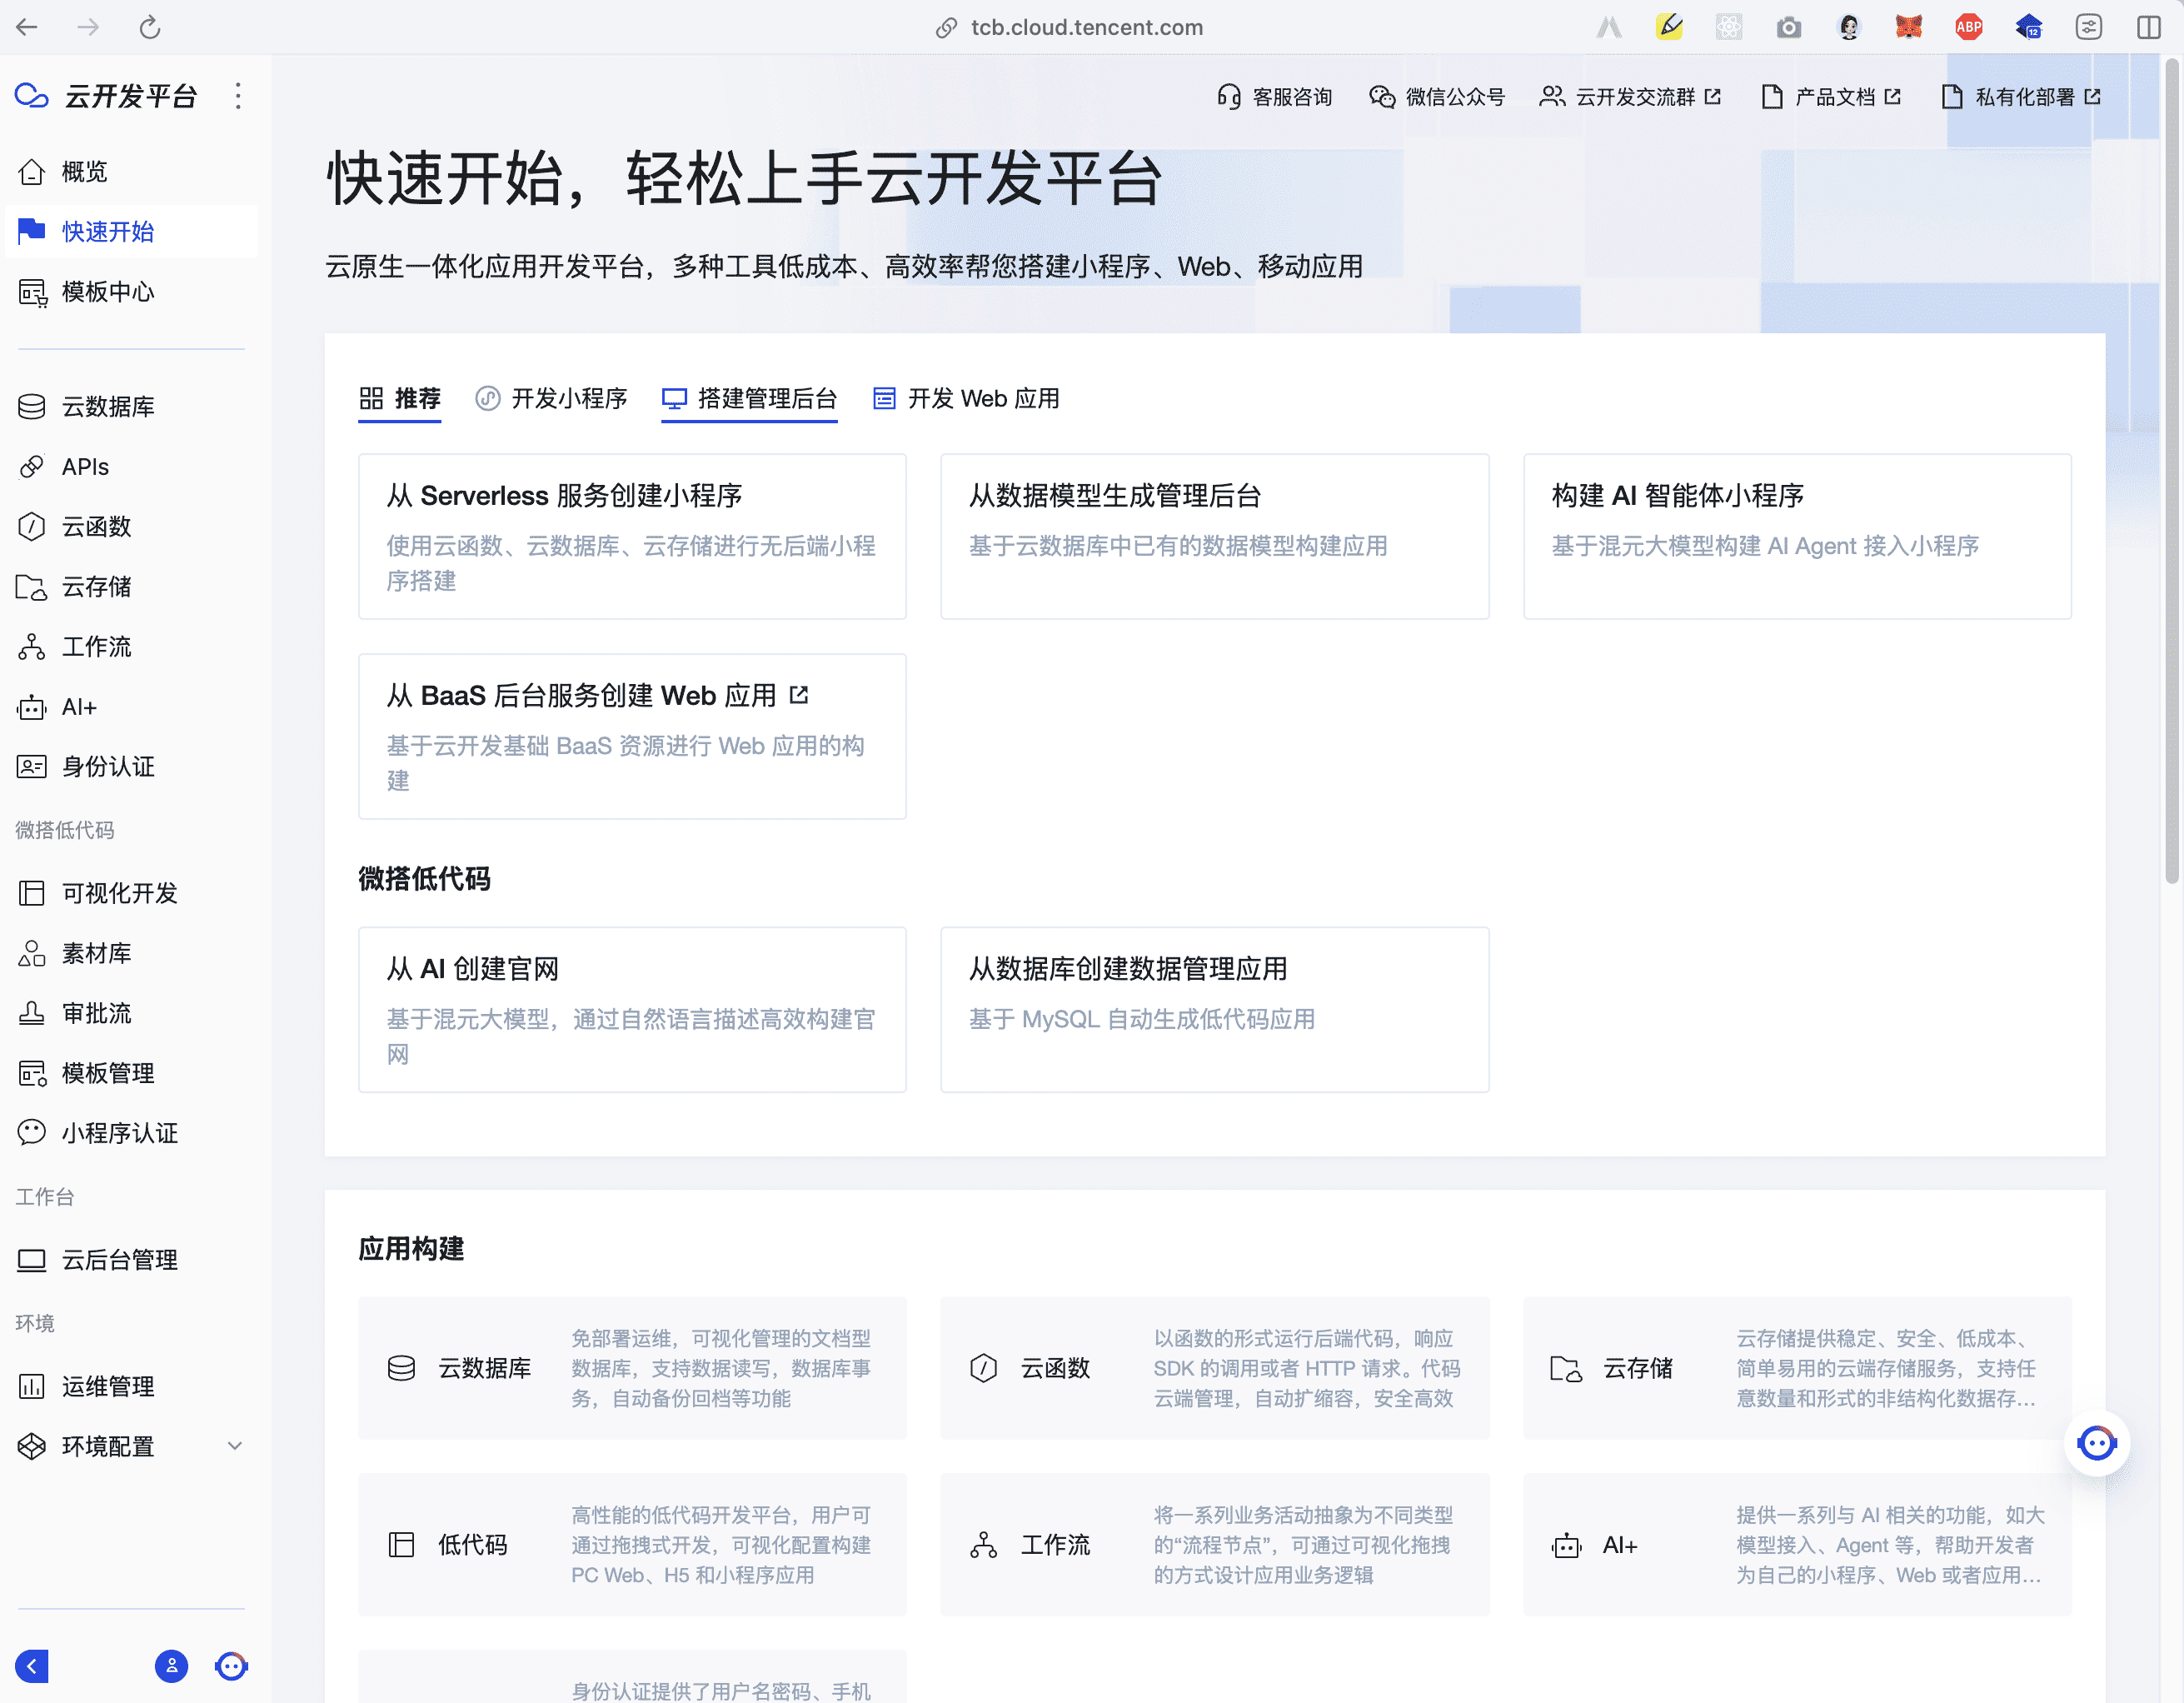 tcb.cloud.tencent.com
ABP
12
云开发平台
概览
快速开始
模板中心
云数据库
APIs
云函数
云存储
工作流
AI+
身份认证
微搭低代码
可视化开发
素材库
审批流
模板管理
小程序认证
工作台
云后台管理
环境
运维管理
环境配置
客服咨询
微信公众号
云开发交流群
产品文档
私有化部署
快速开始，轻松上手云开发平台
云原生一体化应用开发平台，多种工具低成本、高效率帮您搭建小程序、Web、移动应用
推荐
开发小程序
搭建管理后台
开发 Web 应用
从 Serverless 服务创建小程序
使用云函数、云数据库、云存储进行无后端小程
序搭建
从数据模型生成管理后台
基于云数据库中已有的数据模型构建应用
构建 AI 智能体小程序
基于混元大模型构建 AI Agent 接入小程序
从 BaaS 后台服务创建 Web 应用
基于云开发基础 BaaS 资源进行 Web 应用的构
建
微搭低代码
从 AI 创建官网
基于混元大模型，通过自然语言描述高效构建官
网
从数据库创建数据管理应用
基于 MySQL 自动生成低代码应用
应用构建
云数据库
免部署运维，可视化管理的文档型
数据库，支持数据读写，数据库事
务，自动备份回档等功能
云函数
以函数的形式运行后端代码，响应
SDK 的调用或者 HTTP 请求。代码
云端管理，自动扩缩容，安全高效
云存储
云存储提供稳定、安全、低成本、
简单易用的云端存储服务，支持任
意数量和形式的非结构化数据存...
低代码
高性能的低代码开发平台，用户可
通过拖拽式开发，可视化配置构建
PC Web、H5 和小程序应用
工作流
将一系列业务活动抽象为不同类型
的“流程节点”，可通过可视化拖拽
的方式设计应用业务逻辑
AI+
提供一系列与 AI 相关的功能，如大
模型接入、Agent 等，帮助开发者
为自己的小程序、Web 或者应用...
身份认证提供了用户名密码、手机